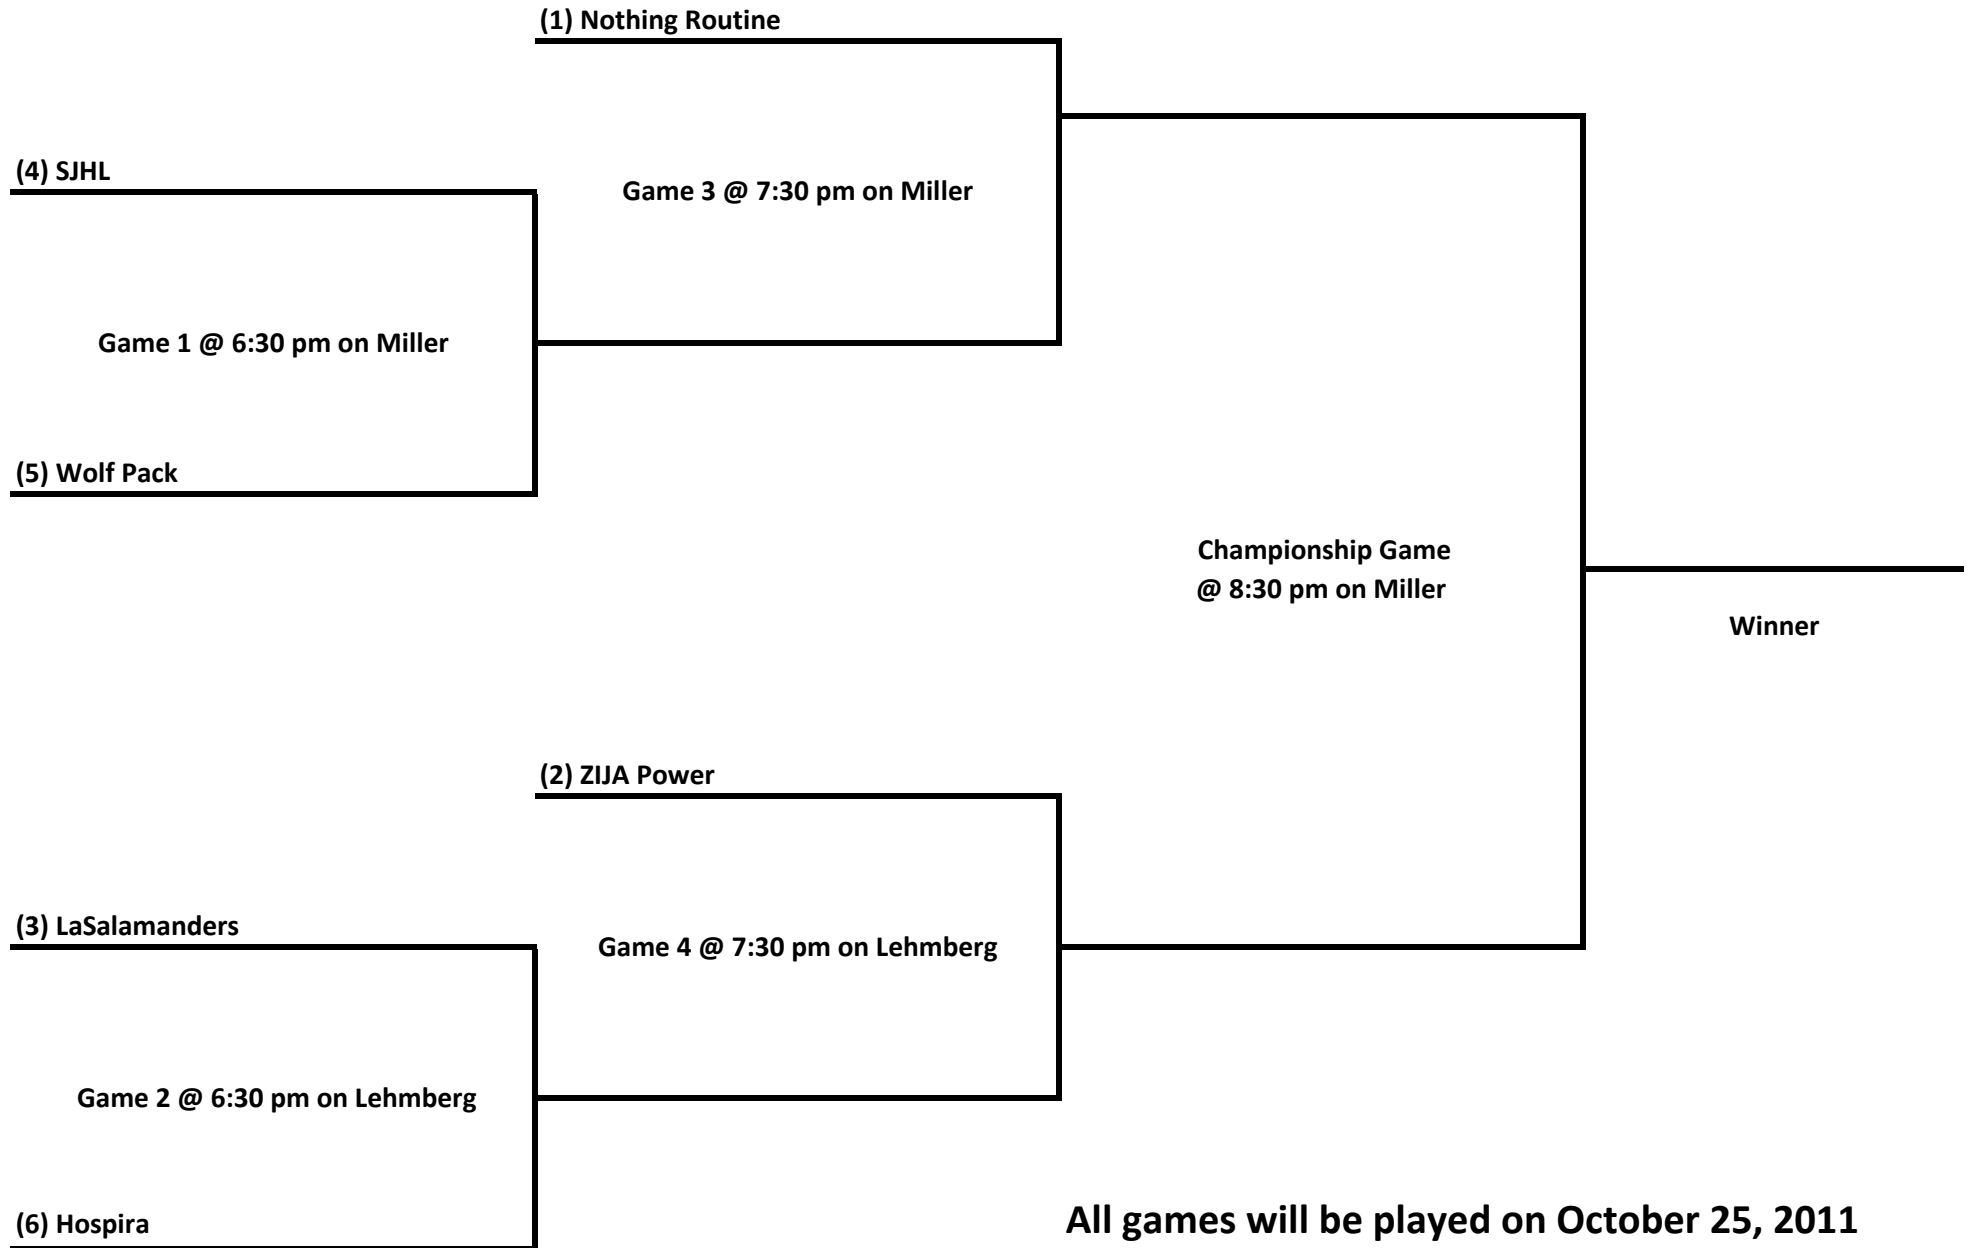 (1) Nothing Routine
(4) SJHL
Game 3 @ 7:30 pm on Miller
Game 1 @ 6:30 pm on Miller
(5) Wolf Pack
Championship Game
@ 8:30 pm on Miller
Winner
(2) ZIJA Power
(3) LaSalamanders
Game 4 @ 7:30 pm on Lehmberg
Game 2 @ 6:30 pm on Lehmberg
(6) Hospira
All games will be played on October 25, 2011